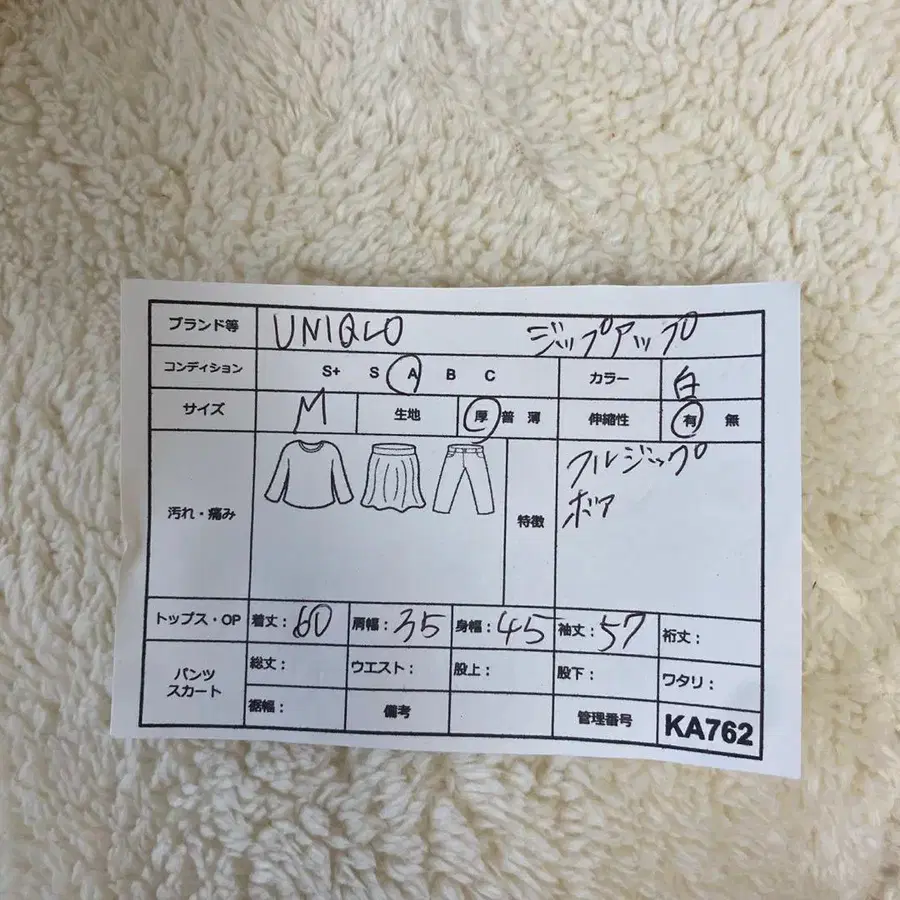 ブランド等 UNIQLO ジップアップ
コンディション S+ S A B C カラー 白
サイズ M 生地 厚 普 薄 伸縮性 有 無
汚れ・痛み 特徴 フルジップ
ボア
トップス・OP 着丈：60 肩幅：35 身幅：45 袖丈：57 裄丈：
パンツ
スカート
総丈： ウエスト： 股上： 股下： ワタリ：
裾幅： 備考 管理番号 KA762